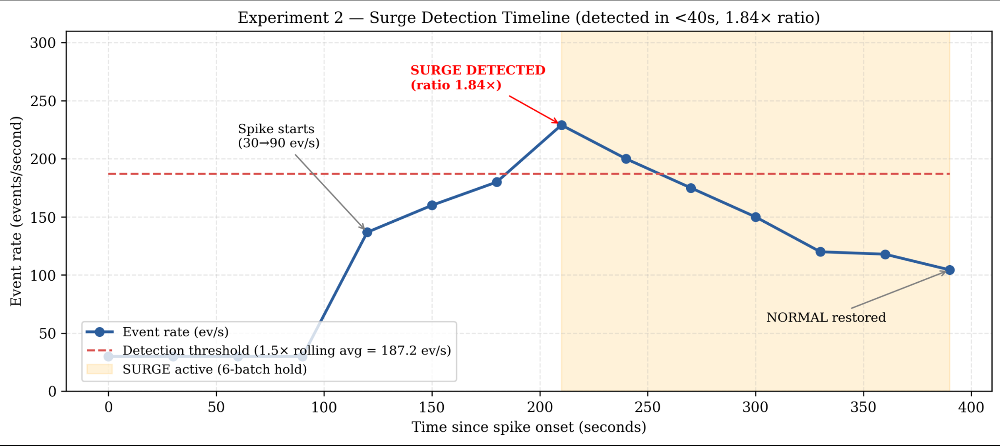 Experiment 2 — Surge Detection Timeline (detected in <40s, 1.84× ratio)
Event rate (events/second)
300
250
200
150
100
50
0
SURGE DETECTED
(ratio 1.84×)
Spike starts
(30→90 ev/s)
NORMAL restored
Event rate (ev/s)
Detection threshold (1.5× rolling avg = 187.2 ev/s)
SURGE active (6-batch hold)
0 50 100 150 200 250 300 350 400
Time since spike onset (seconds)